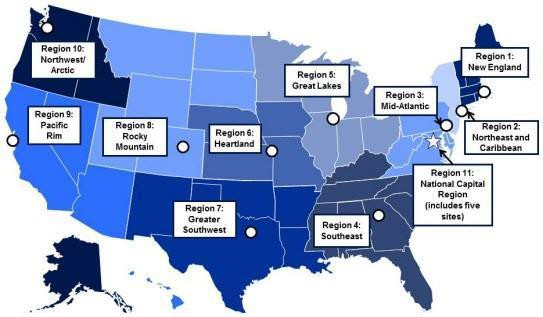 Region 10:
Northwest/
Arctic
Region 1:
New England
Region 5:
Great Lakes
Region 3:
Mid-Atlantic
Region 9:
Pacific
Rim
Region 8:
Rocky
Mountain
Region 6:
Heartland
Region 2:
Northeast and
Caribbean
Region 11:
National Capital
Region
(includes five
sites)
Region 7:
Greater
Southwest
Region 4:
Southeast